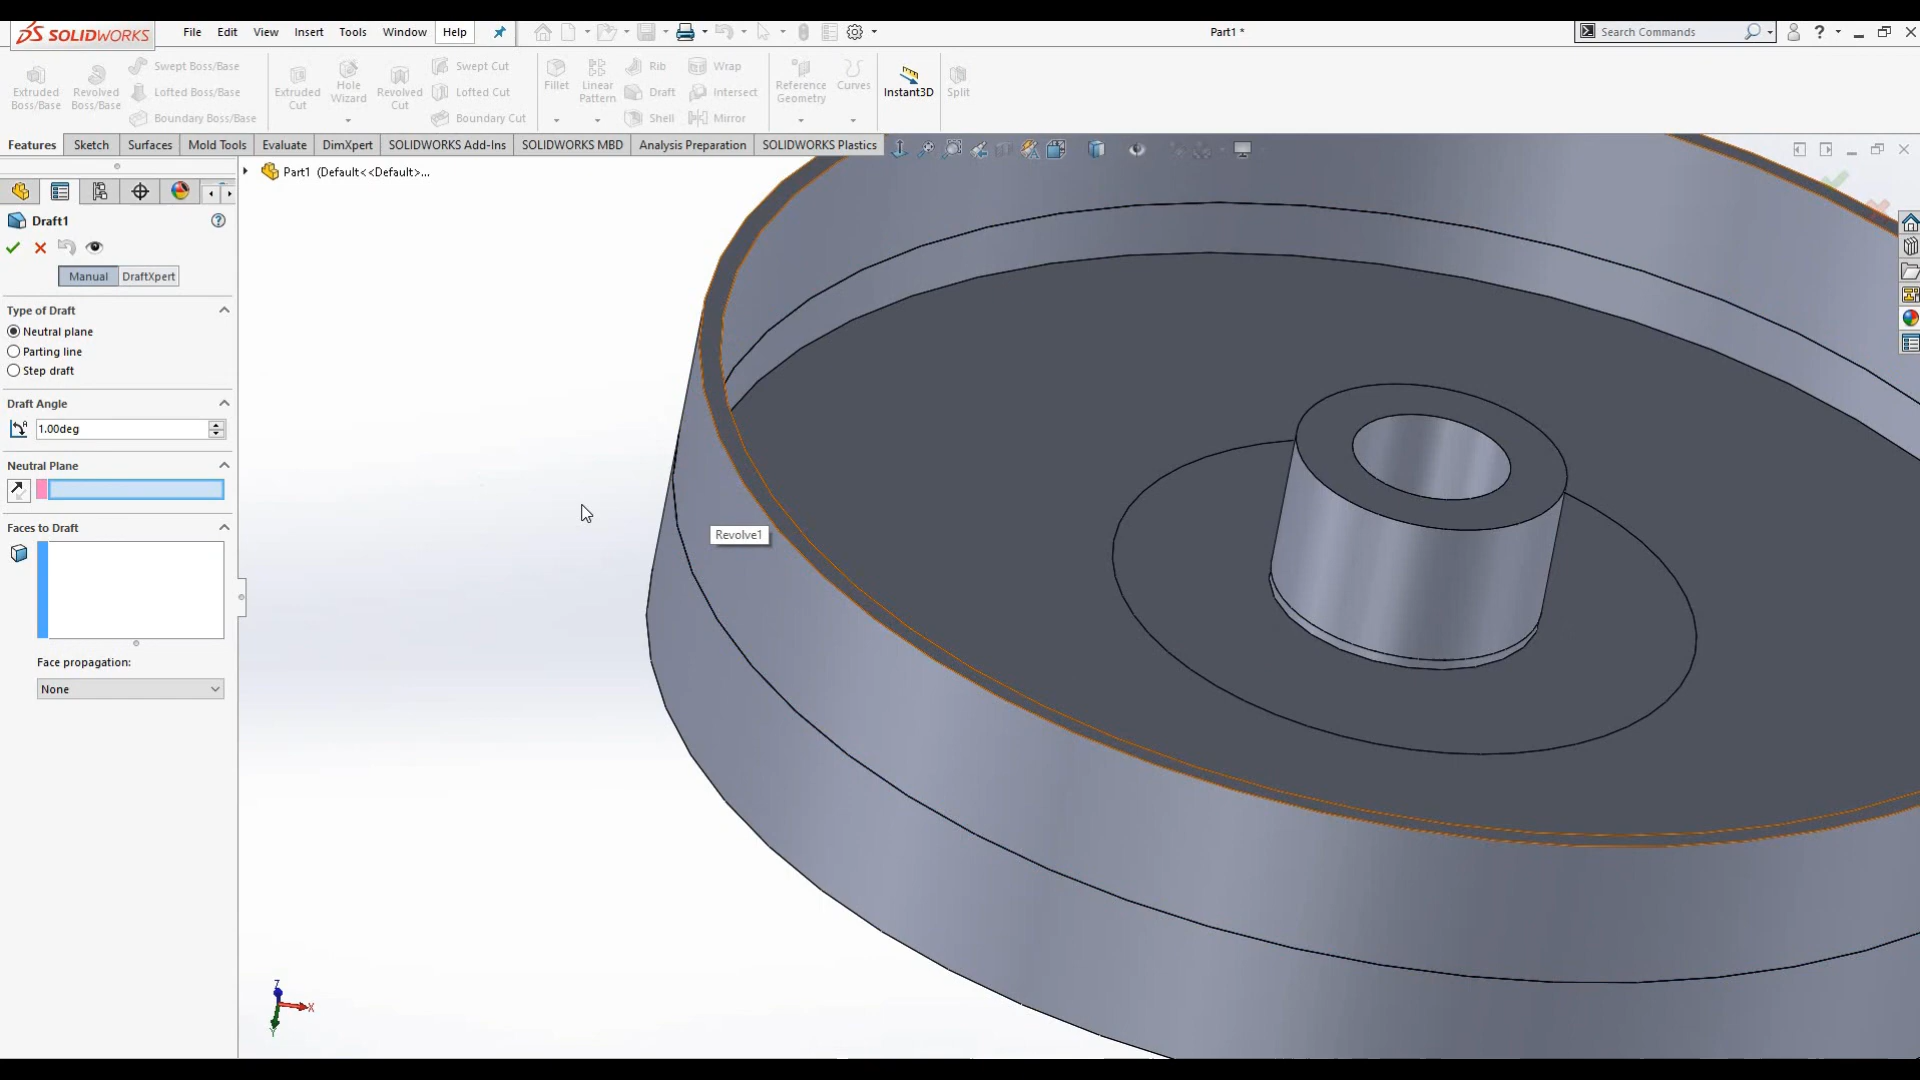 SOLIDWORKS
File Edit View Insert Tools Window Help
Part1 *
Search Commands
Extruded Boss/Base
Revolved Boss/Base
Swept Boss/Base
Lofted Boss/Base
Boundary Boss/Base
Extruded Cut
Hole Wizard
Revolved Cut
Swept Cut
Lofted Cut
Boundary Cut
Fillet
Linear Pattern
Rib
Draft
Shell
Wrap
Intersect
Mirror
Reference Geometry
Curves
Instant3D
Split
Features Sketch Surfaces Mold Tools Evaluate DimXpert SOLIDWORKS Add-Ins SOLIDWORKS MBD Analysis Preparation SOLIDWORKS Plastics
Part1 (Default<<Default>...
Draft1
Manual DraftXpert
Type of Draft
Neutral plane
Parting line
Step draft
Draft Angle
1.00deg
Neutral Plane
Faces to Draft
Face propagation:
None
Revolve1
Z
X
Y